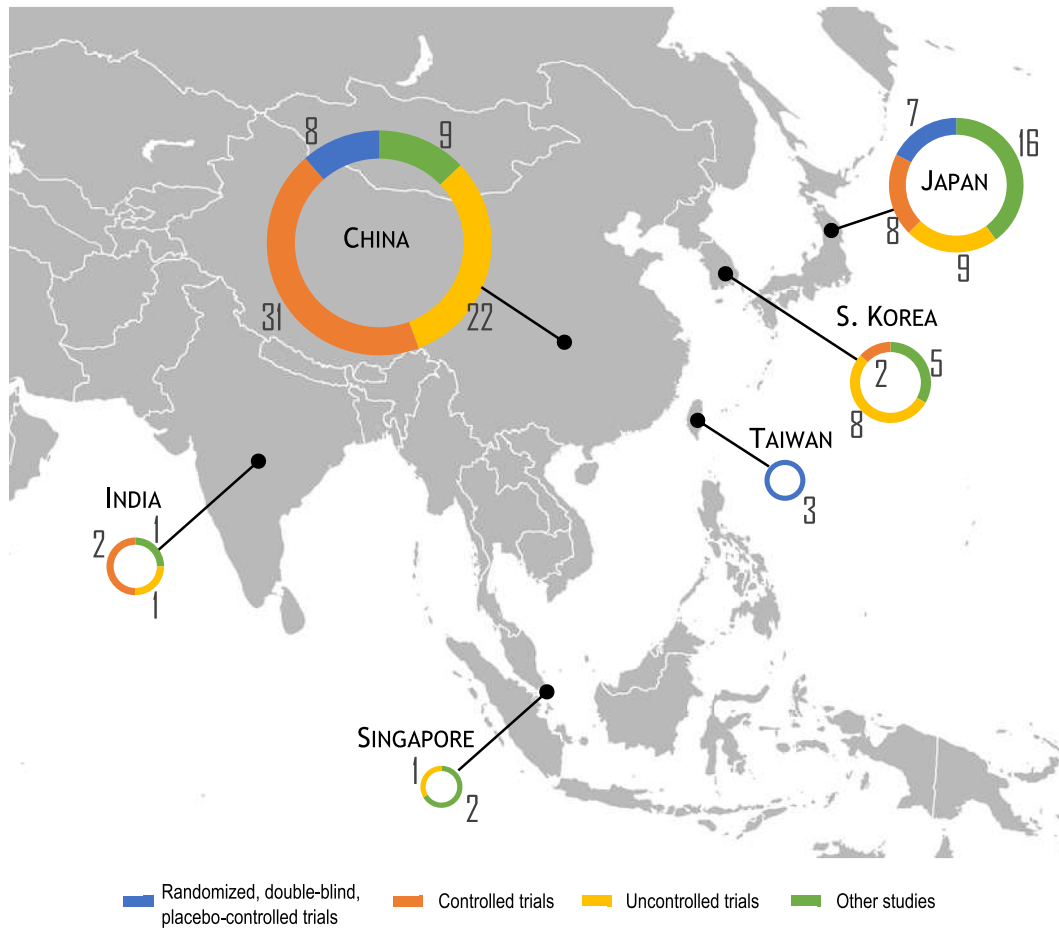 8
9
CHINA
31
22
7
16
JAPAN
8
9
S. KOREA
2
5
8
TAIWAN
3
INDIA
2
1
1
SINGAPORE
1
2
Randomized, double-blind,
placebo-controlled trials
Controlled trials
Uncontrolled trials
Other studies